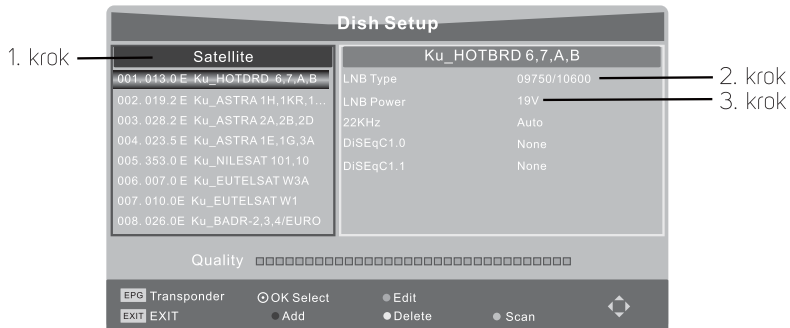 Dish Setup
1. krok
Satellite
Ku_HOTBRD 6,7,A,B
001. 013.0 E Ku_HOTDRD 6,7,A,B
002. 019.2 E Ku_ASTRA 1H,1KR,1...
003. 028.2 E Ku_ASTRA 2A,2B,2D
004. 023.5 E Ku_ASTRA 1E,1G,3A
005. 353.0 E Ku_NILESAT 101,10
006. 007.0 E Ku_EUTELSAT W3A
007. 010.0E Ku_EUTELSAT W1
008. 026.0E Ku_BADR-2,3,4/EURO
LNB Type 09750/10600
2. krok
LNB Power 19V
3. krok
22KHz Auto
DiSEqC1.0 None
DiSEqC1.1 None
Quality
EPG Transponder OK Select Edit
EXIT EXIT Add Delete Scan